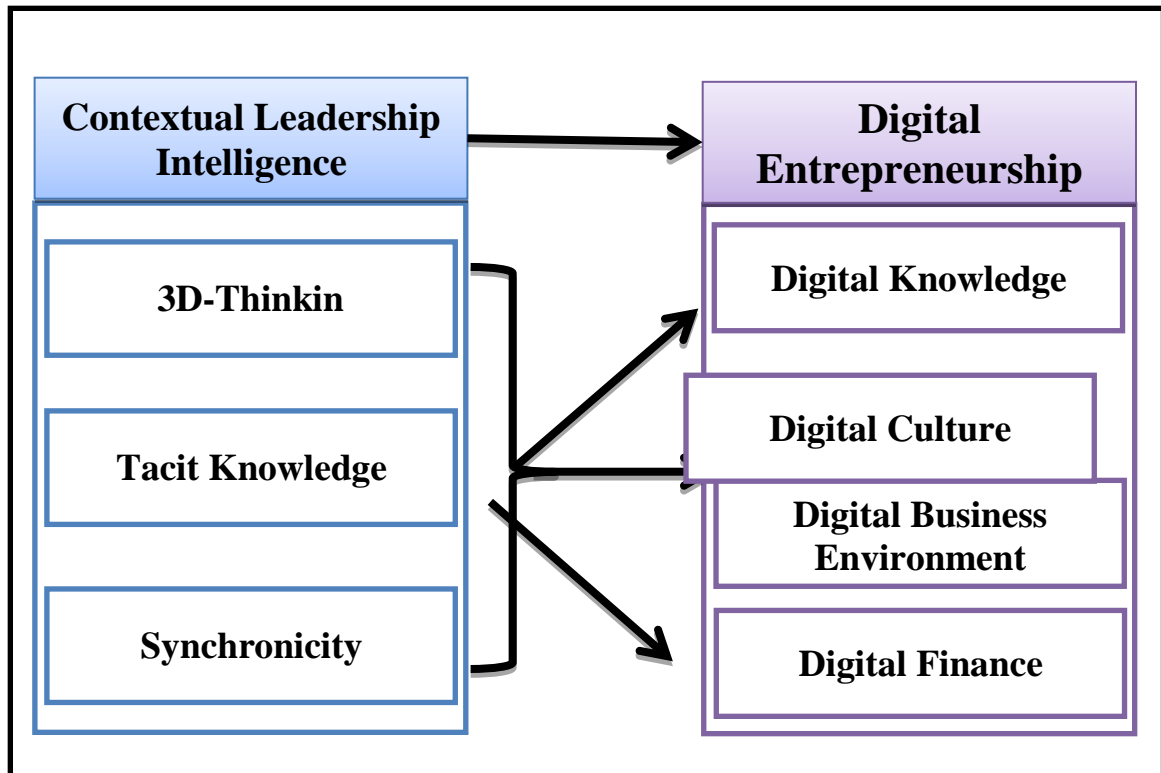 Contextual Leadership
Intelligence
3D-Thinkin
Tacit Knowledge
Synchronicity
Digital
Entrepreneurship
Digital Knowledge
Digital Culture
Digital Business
Environment
Digital Finance